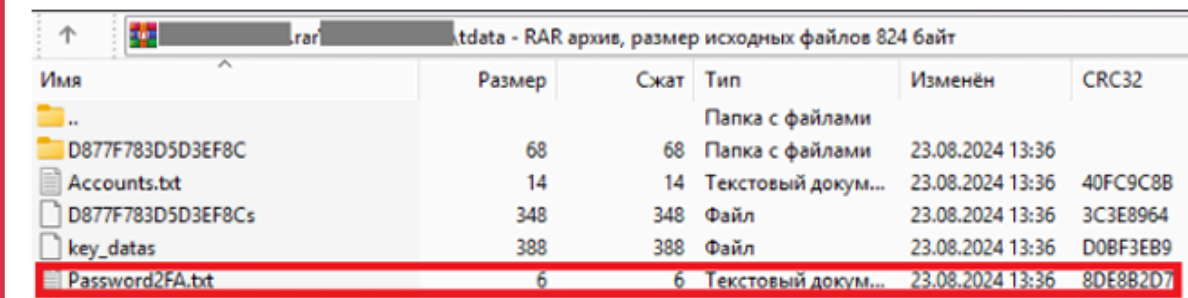 .rar\ \tdata - RAR архив, размер исходных файлов 824 байт
Имя Размер Сжат Тип Изменён CRC32
.. Папка с файлами
D877F783D5D3EF8C 68 68 Папка с файлами 23.08.2024 13:36
Accounts.txt 14 14 Текстовый докум... 23.08.2024 13:36 40FC9C8B
D877F783D5D3EF8Cs 348 348 Файл 23.08.2024 13:36 3C3E8964
key_datas 388 388 Файл 23.08.2024 13:36 D0BF3EB9
Password2FA.txt 6 6 Текстовый докум... 23.08.2024 13:36 8DE8B2D7